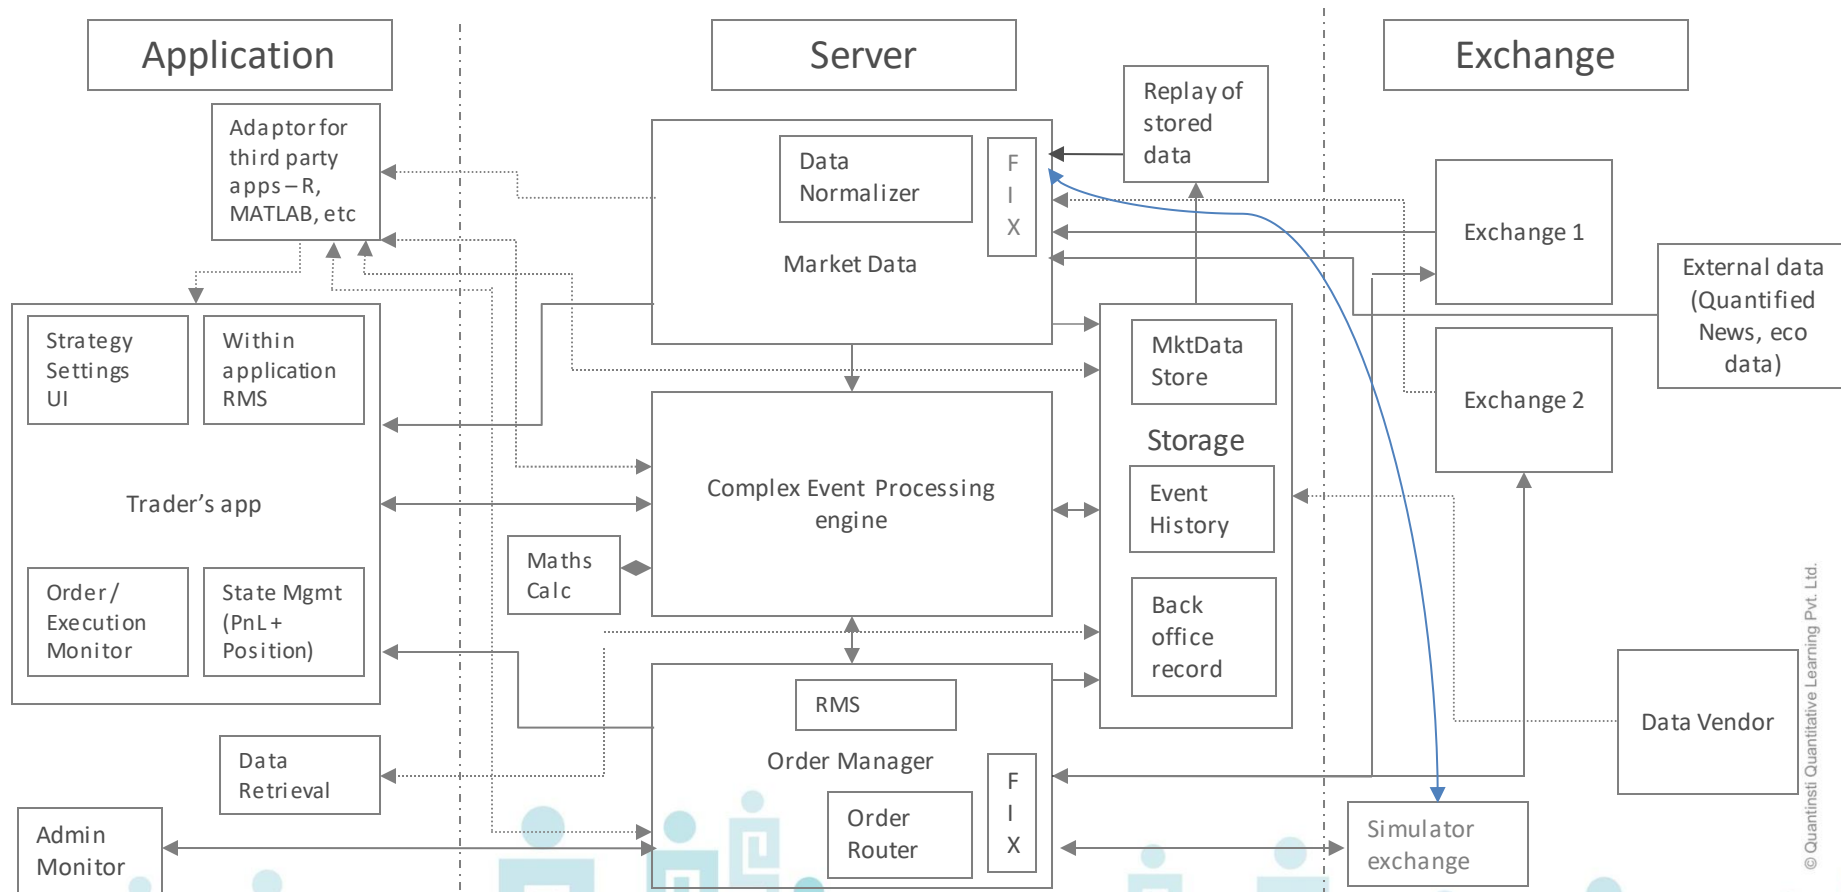 Application
Server
Exchange
Adaptor for
third party
apps – R,
MATLAB, etc
Data
Normalizer
F
I
X
Market Data
Replay of
stored
data
Exchange 1
External data
(Quantified
News, eco
data)
Strategy
Settings
UI
Within
application
RMS
MktData
Store
Exchange 2
Storage
Trader's app
Complex Event Processing
engine
Event
History
Maths
Calc
Order /
Execution
Monitor
State Mgmt
(PnL +
Position)
Back
office
record
RMS
Order Manager
Data Vendor
Data
Retrieval
F
I
X
Order
Router
Admin
Monitor
Simulator
exchange
© Quantinsti Quantitative Learning Pvt. Ltd.